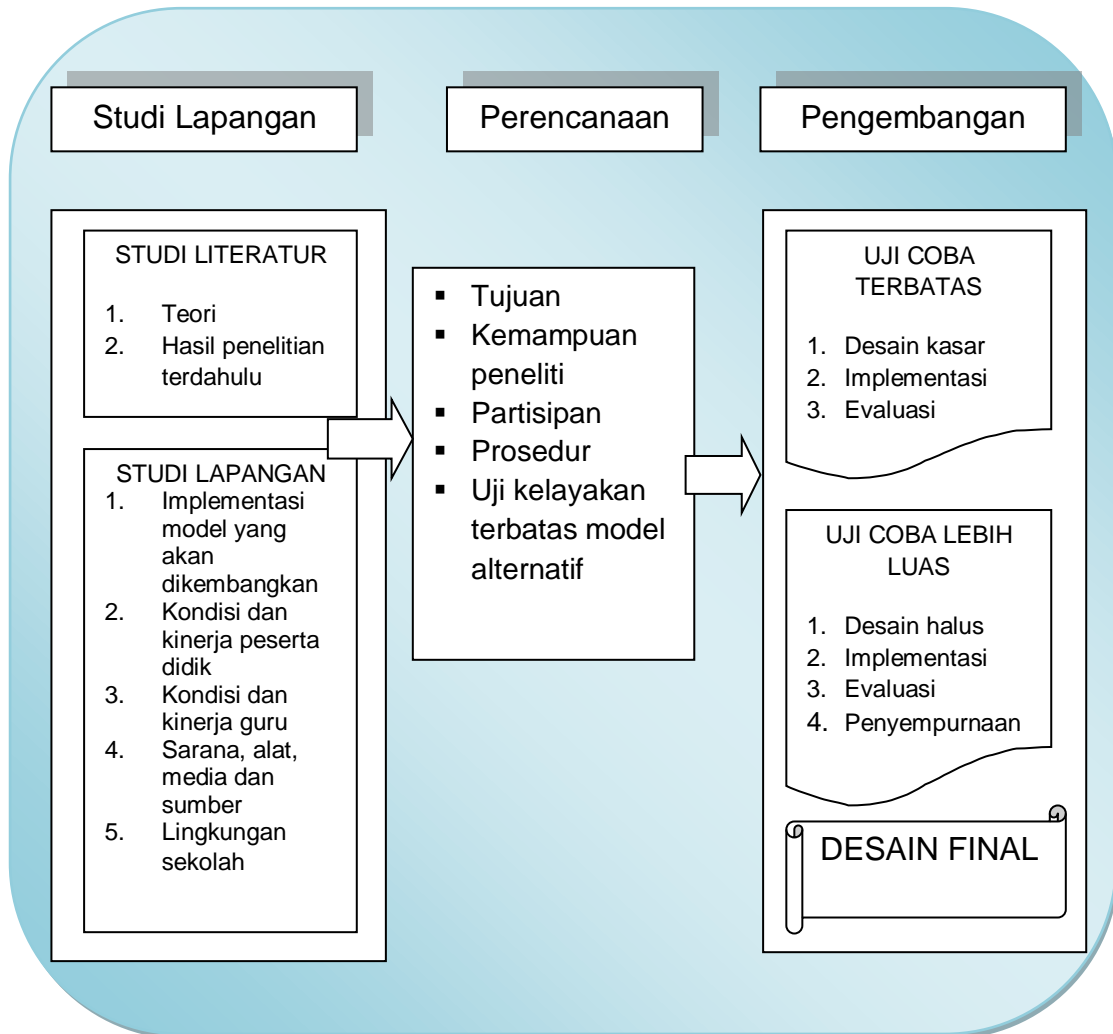 Studi Lapangan
Perencanaan
Pengembangan
STUDI LITERATUR
1. Teori
2. Hasil penelitian
terdahulu
STUDI LAPANGAN
1. Implementasi
model yang
akan
dikembangkan
2. Kondisi dan
kinerja peserta
didik
3. Kondisi dan
kinerja guru
4. Sarana, alat,
media dan
sumber
5. Lingkungan
sekolah
▪ Tujuan
▪ Kemampuan
peneliti
▪ Partisipan
▪ Prosedur
▪ Uji kelayakan
terbatas model
alternatif
UJI COBA
TERBATAS
1. Desain kasar
2. Implementasi
3. Evaluasi
UJI COBA LEBIH
LUAS
1. Desain halus
2. Implementasi
3. Evaluasi
4. Penyempurnaan
DESAIN FINAL